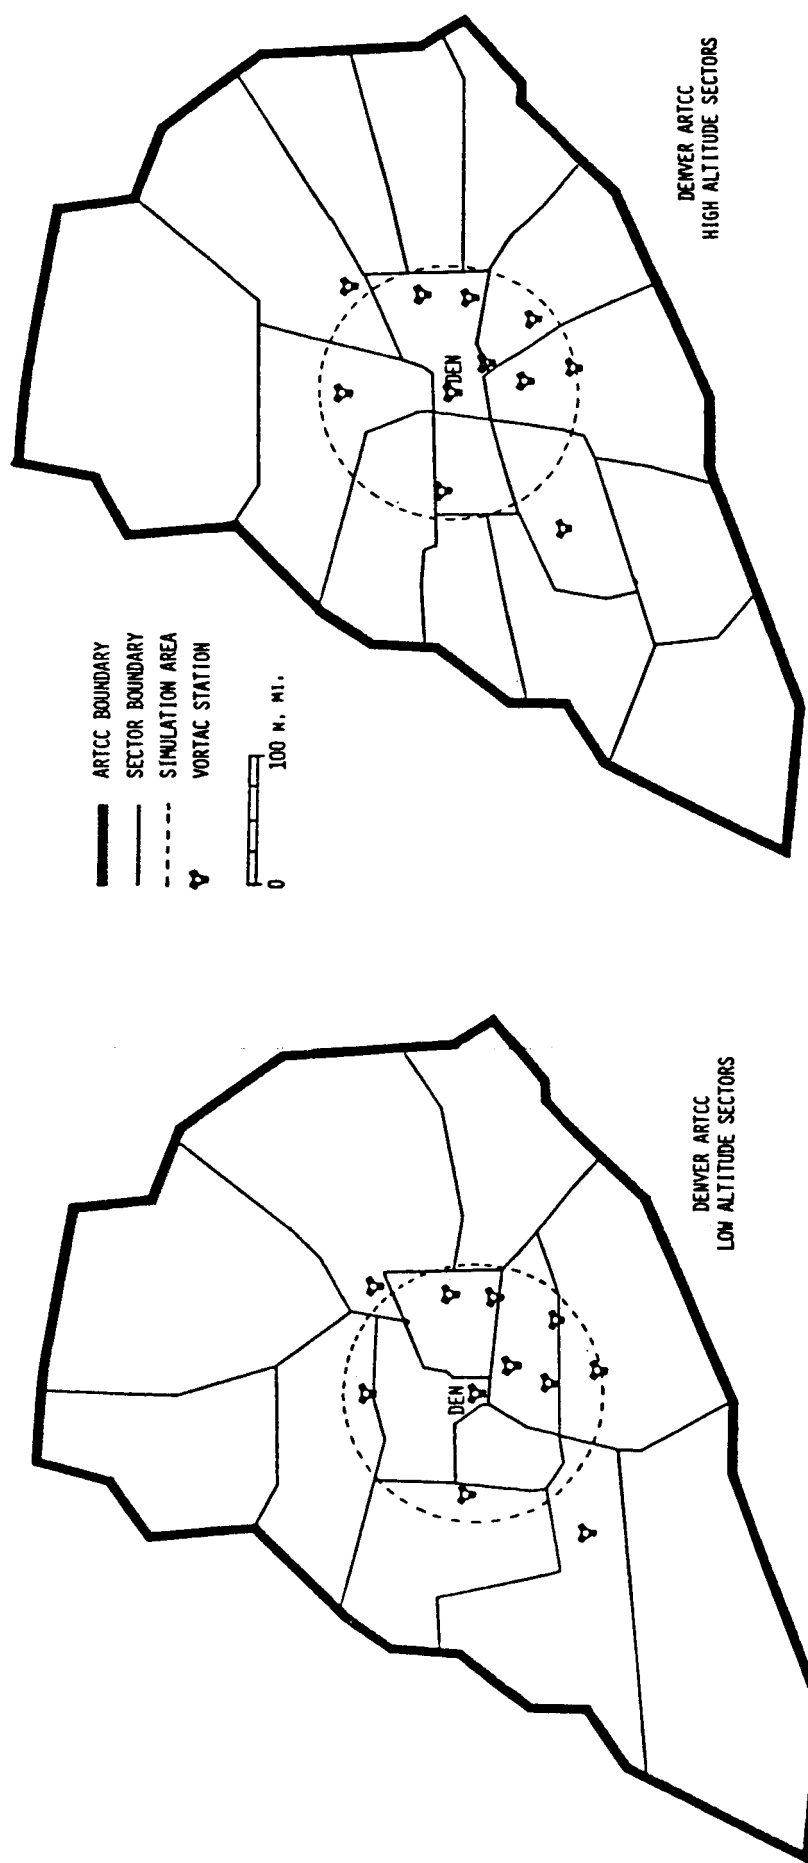 DENVER ARTCC
LOW ALTITUDE SECTORS
DEN
ARTCC BOUNDARY
SECTOR BOUNDARY
SIMULATION AREA
VORTAC STATION
0 100 N. MI.
DEN
DENVER ARTCC
HIGH ALTITUDE SECTORS